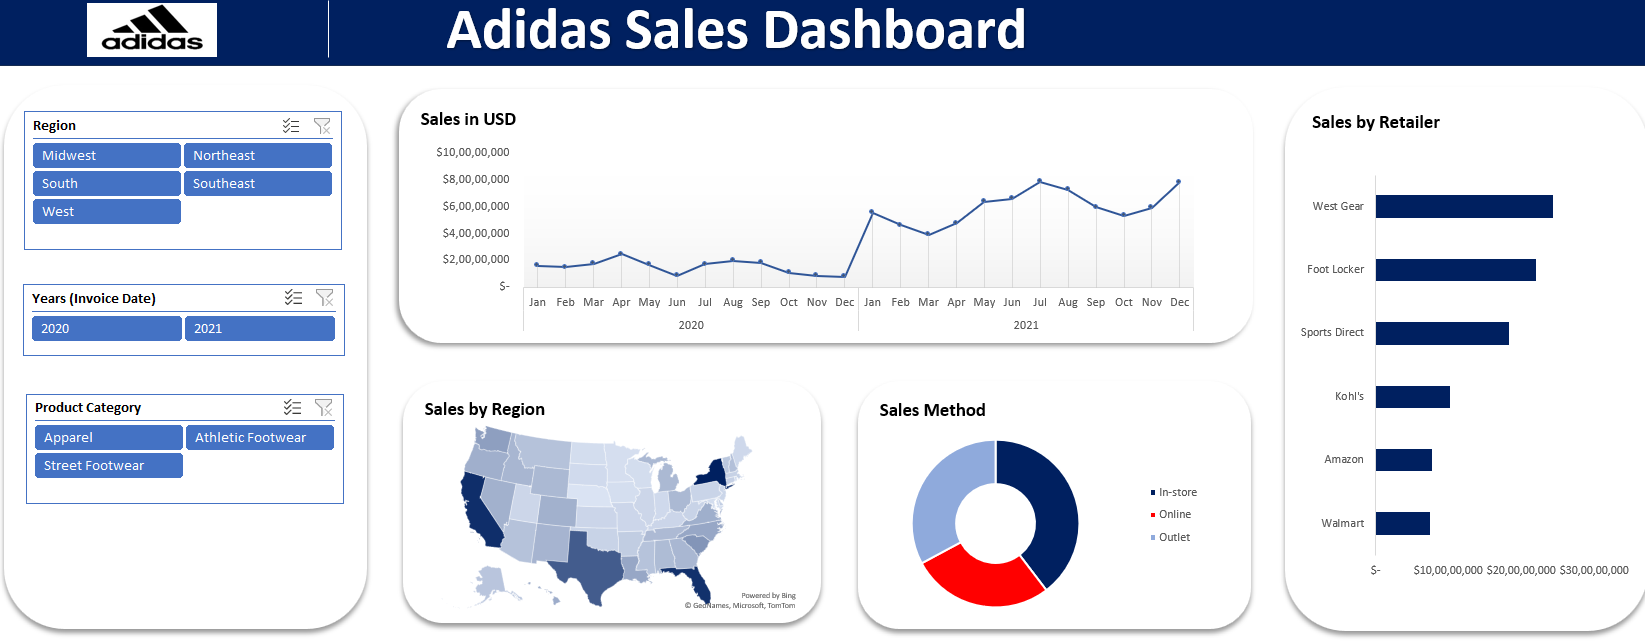 adidas
Adidas Sales Dashboard
Region
Midwest Northeast
South Southeast
West
Years (Invoice Date)
2020 2021
Product Category
Apparel Athletic Footwear
Street Footwear
Sales in USD
$10,00,00,000
$8,00,00,000
$6,00,00,000
$4,00,00,000
$2,00,00,000
$-
Jan Feb Mar Apr May Jun Jul Aug Sep Oct Nov Dec Jan Feb Mar Apr May Jun Jul Aug Sep Oct Nov Dec
2020 2021
Sales by Region
Powered by Bing
© GeoNames, Microsoft, TomTom
Sales Method
In-store
Online
Outlet
Sales by Retailer
West Gear
Foot Locker
Sports Direct
Kohl's
Amazon
Walmart
$- $10,00,00,000 $20,00,00,000 $30,00,00,000